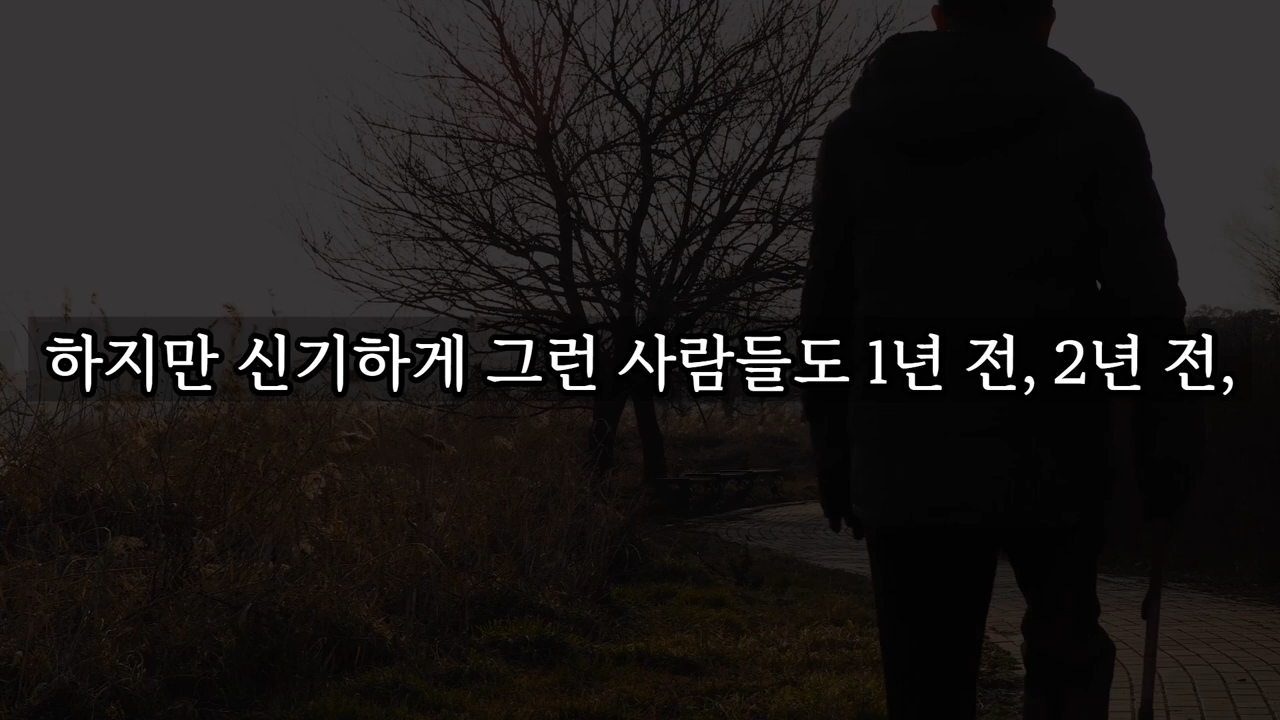 하지만 신기하게 그런 사람들도 1년 전, 2년 전,